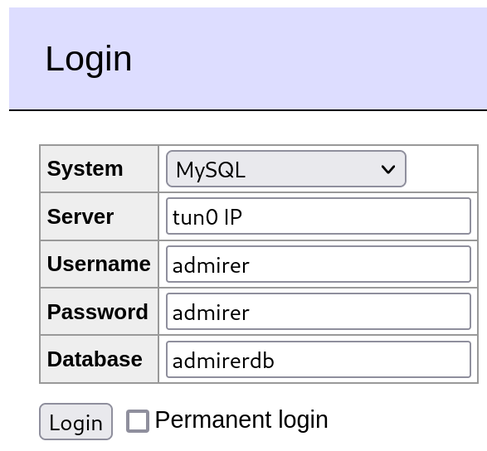 Login
System MySQL
Server tun0 IP
Username admirer
Password admirer
Database admirerdb
Login Permanent login